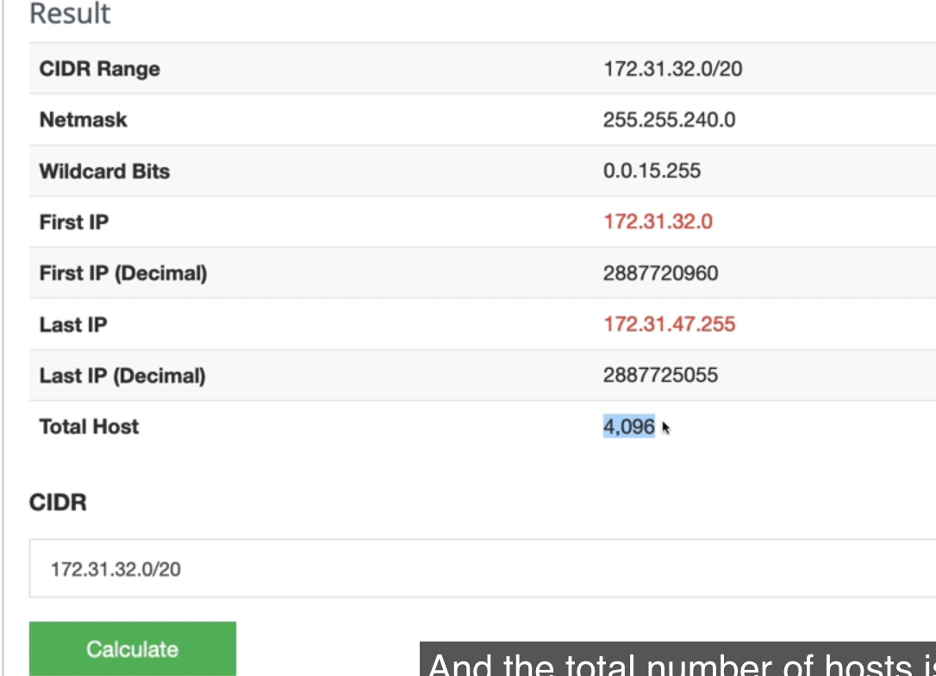 Result
CIDR Range 172.31.32.0/20
Netmask 255.255.240.0
Wildcard Bits 0.0.15.255
First IP 172.31.32.0
First IP (Decimal) 2887720960
Last IP 172.31.47.255
Last IP (Decimal) 2887725055
Total Host 4,096
CIDR
172.31.32.0/20
Calculate
And the total number of hosts is